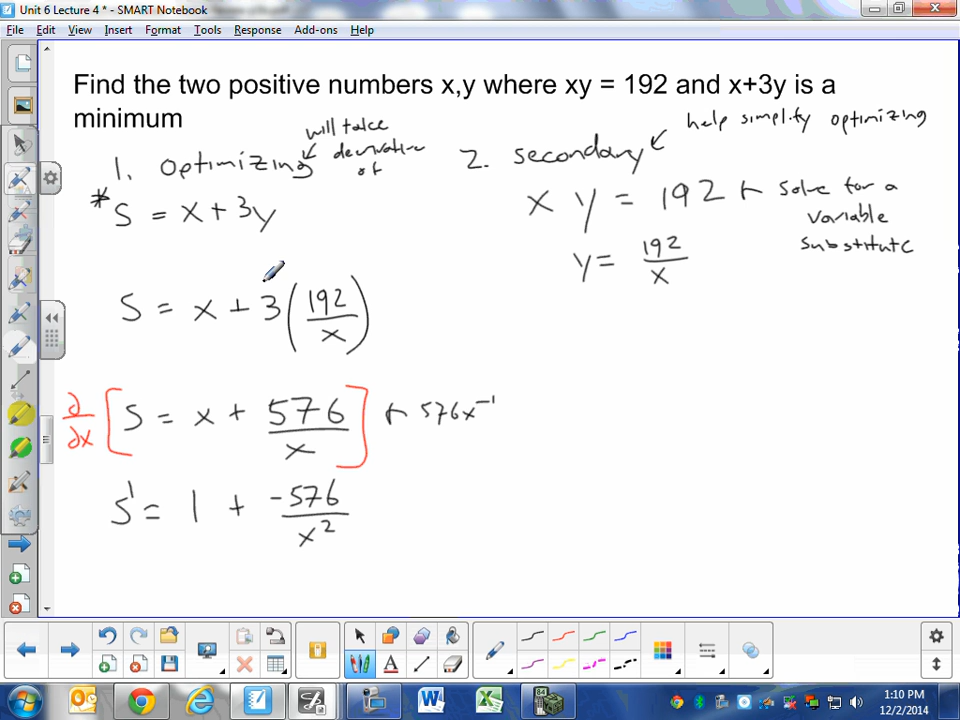 Unit 6 Lecture 4 * - SMART Notebook
File Edit View Insert Format Tools Response Add-ons Help
Find the two positive numbers x,y where xy = 192 and x+3y is a
minimum
1. Optimizing
will take
derivative
of
* S = x + 3y
S = x + 3(192/x)
∂/∂x [S = x + 576/x] ← 576x⁻¹
S' = 1 + -576/x²
2. secondary
help simplify optimizing
x y = 192 ← Solve for a
variable
substitute
y = 192/x
A
W
X
84
1:10 PM
12/2/2014